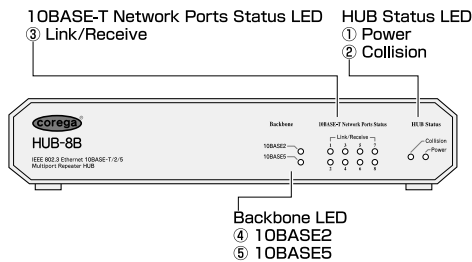 10BASE-T Network Ports Status LED
③ Link/Receive
HUB Status LED
① Power
② Collision
corega
HUB-8B
IEEE 802.3 Ethernet 10BASE-T/2/5
Multiport Repeater HUB
Backbone
10BASE2
10BASE5
10BASE-T Network Ports Status
Link/Receive
1 3 5 7
2 4 6 8
HUB Status
Collision
Power
Backbone LED
④ 10BASE2
⑤ 10BASE5